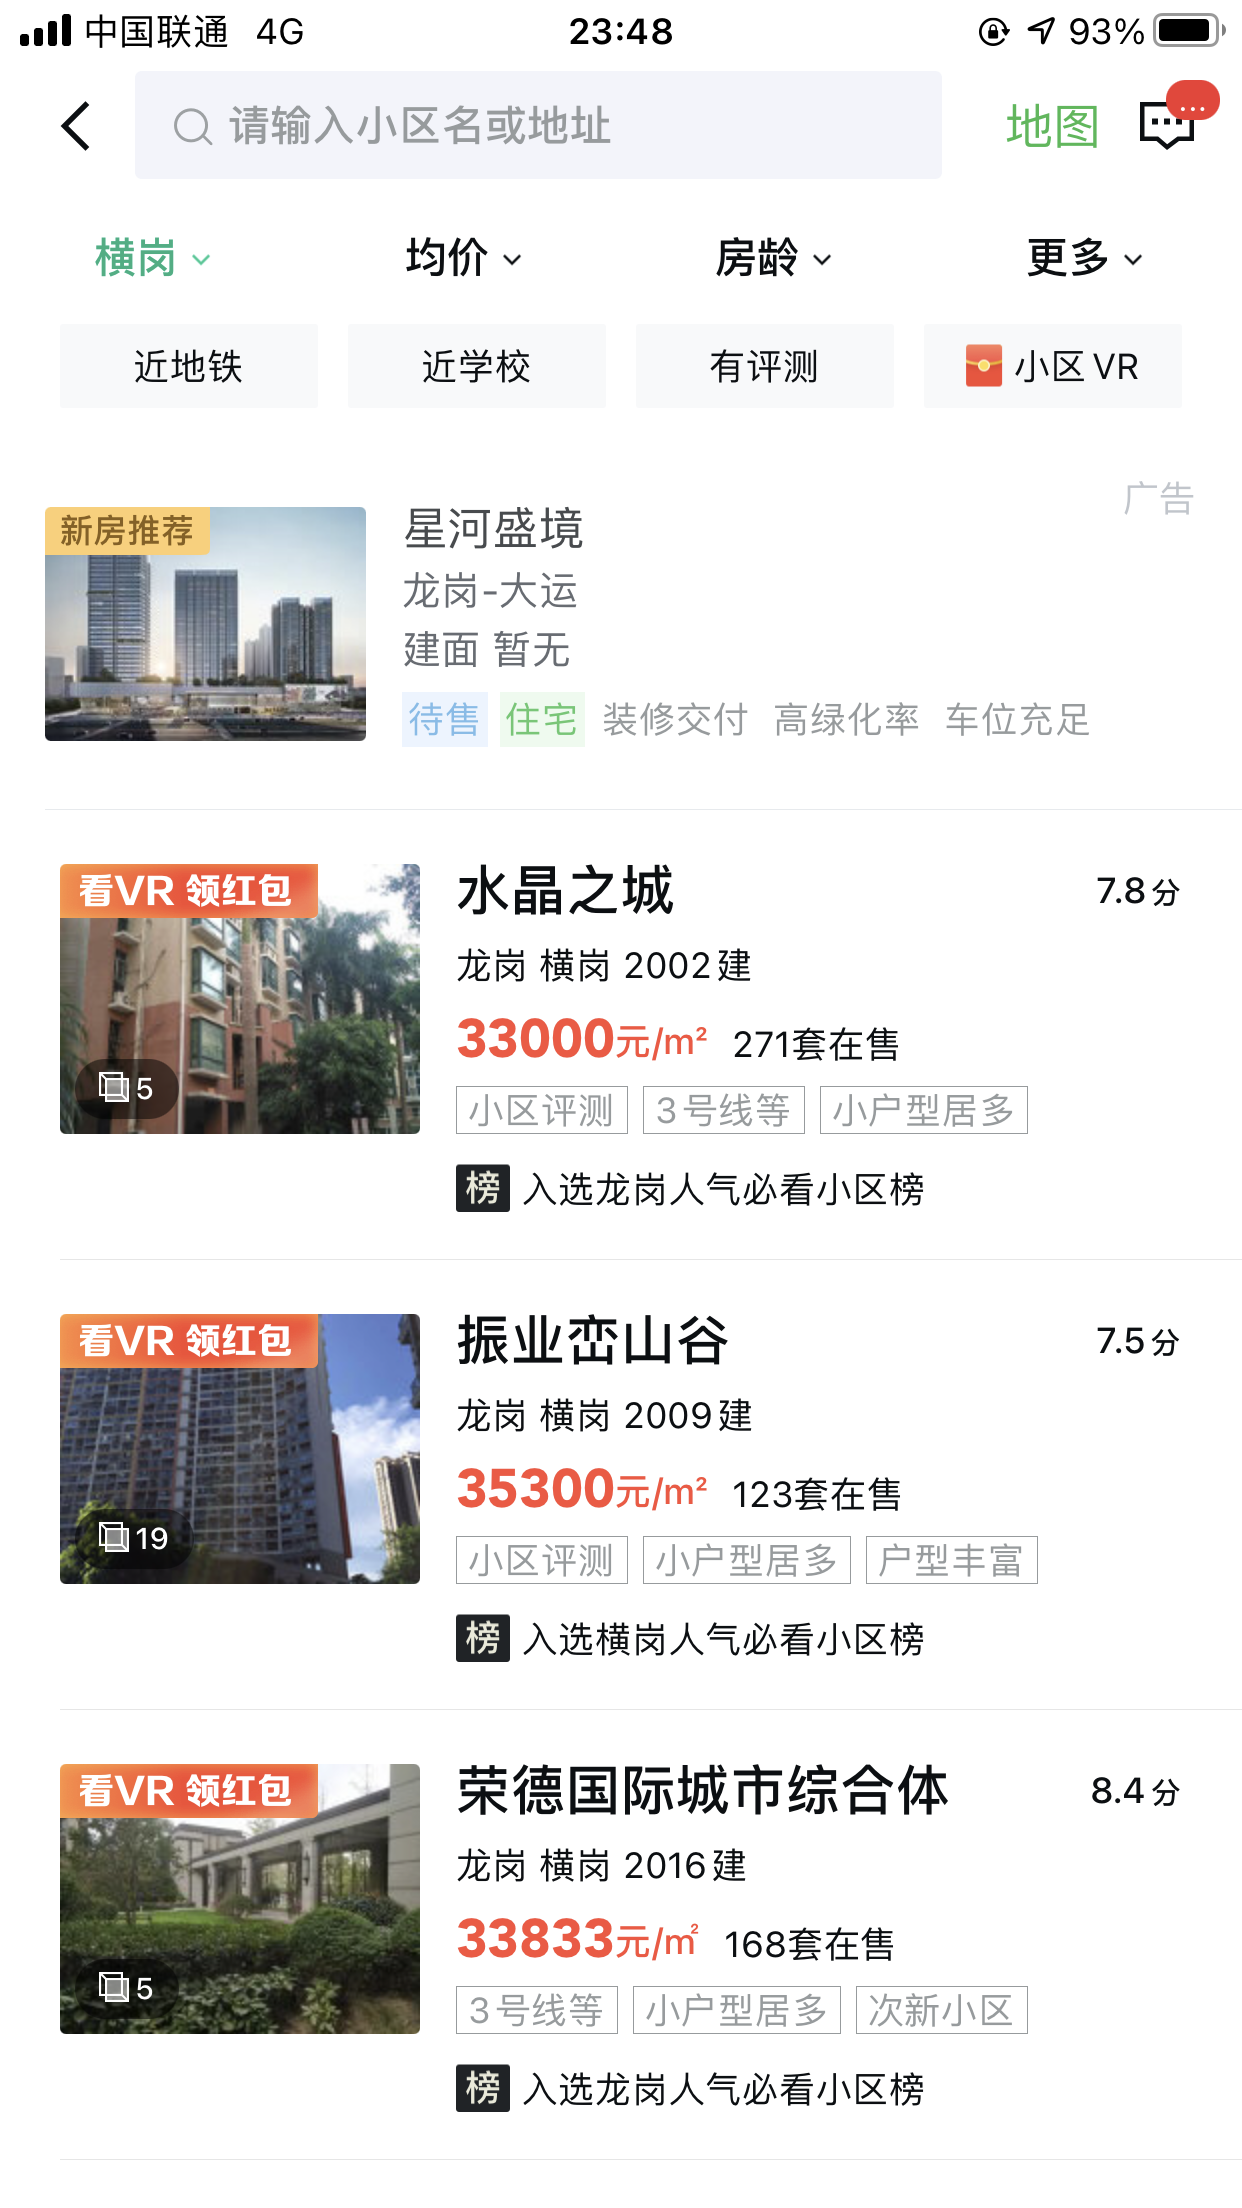 中国联通 4G 23:48 93%
请输入小区名或地址
地图
...
横岗 均价 房龄 更多
近地铁 近学校 有评测 小区VR
广告
新房推荐
星河盛境
龙岗-大运
建面 暂无
待售 住宅 装修交付 高绿化率 车位充足
看VR 领红包
5
水晶之城 7.8分
龙岗 横岗 2002建
33000元/m² 271套在售
小区评测 3号线等 小户型居多
榜 入选龙岗人气必看小区榜
看VR 领红包
19
振业峦山谷 7.5分
龙岗 横岗 2009建
35300元/m² 123套在售
小区评测 小户型居多 户型丰富
榜 入选横岗人气必看小区榜
看VR 领红包
5
荣德国际城市综合体 8.4分
龙岗 横岗 2016建
33833元/㎡ 168套在售
3号线等 小户型居多 次新小区
榜 入选龙岗人气必看小区榜